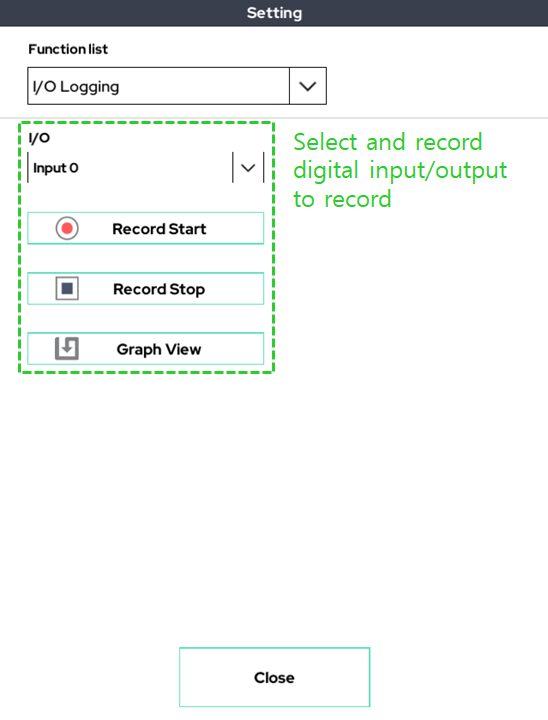 Setting
Function list
I/O Logging
I/O
Input 0
Select and record
digital input/output
to record
Record Start
Record Stop
Graph View
Close